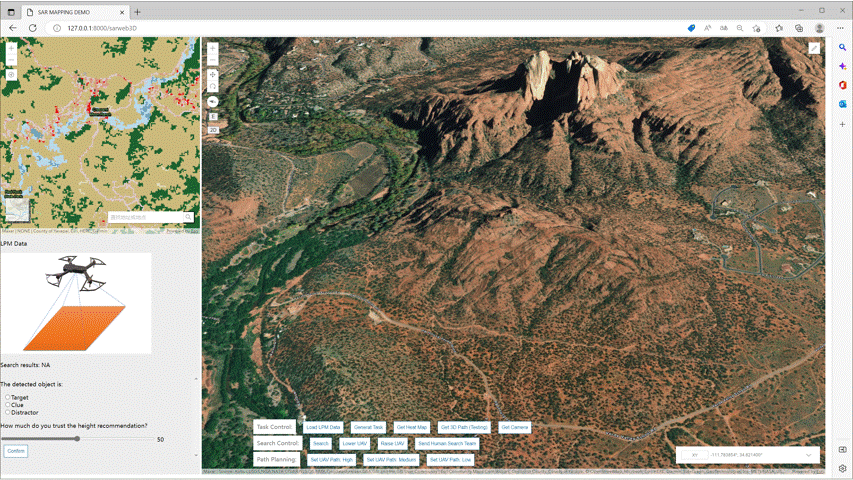 SAR MAPPING DEMO
127.0.0.1:8000/sarweb3D
LPM Data
Search results: NA
The detected object is:
Target
Clue
Distractor
How much do you trust the height recommendation?
50
Confirm
E
2D
Task Control:
Load LPM Data
General Task
Get Heat Map
Get 3D Path (Testing)
Get Camera
Search Control:
Search
Lower UAV
Raise UAV
Send Human Search Team
Path Planning:
Set UAV Path: High
Set UAV Path: Medium
Set UAV Path: Low